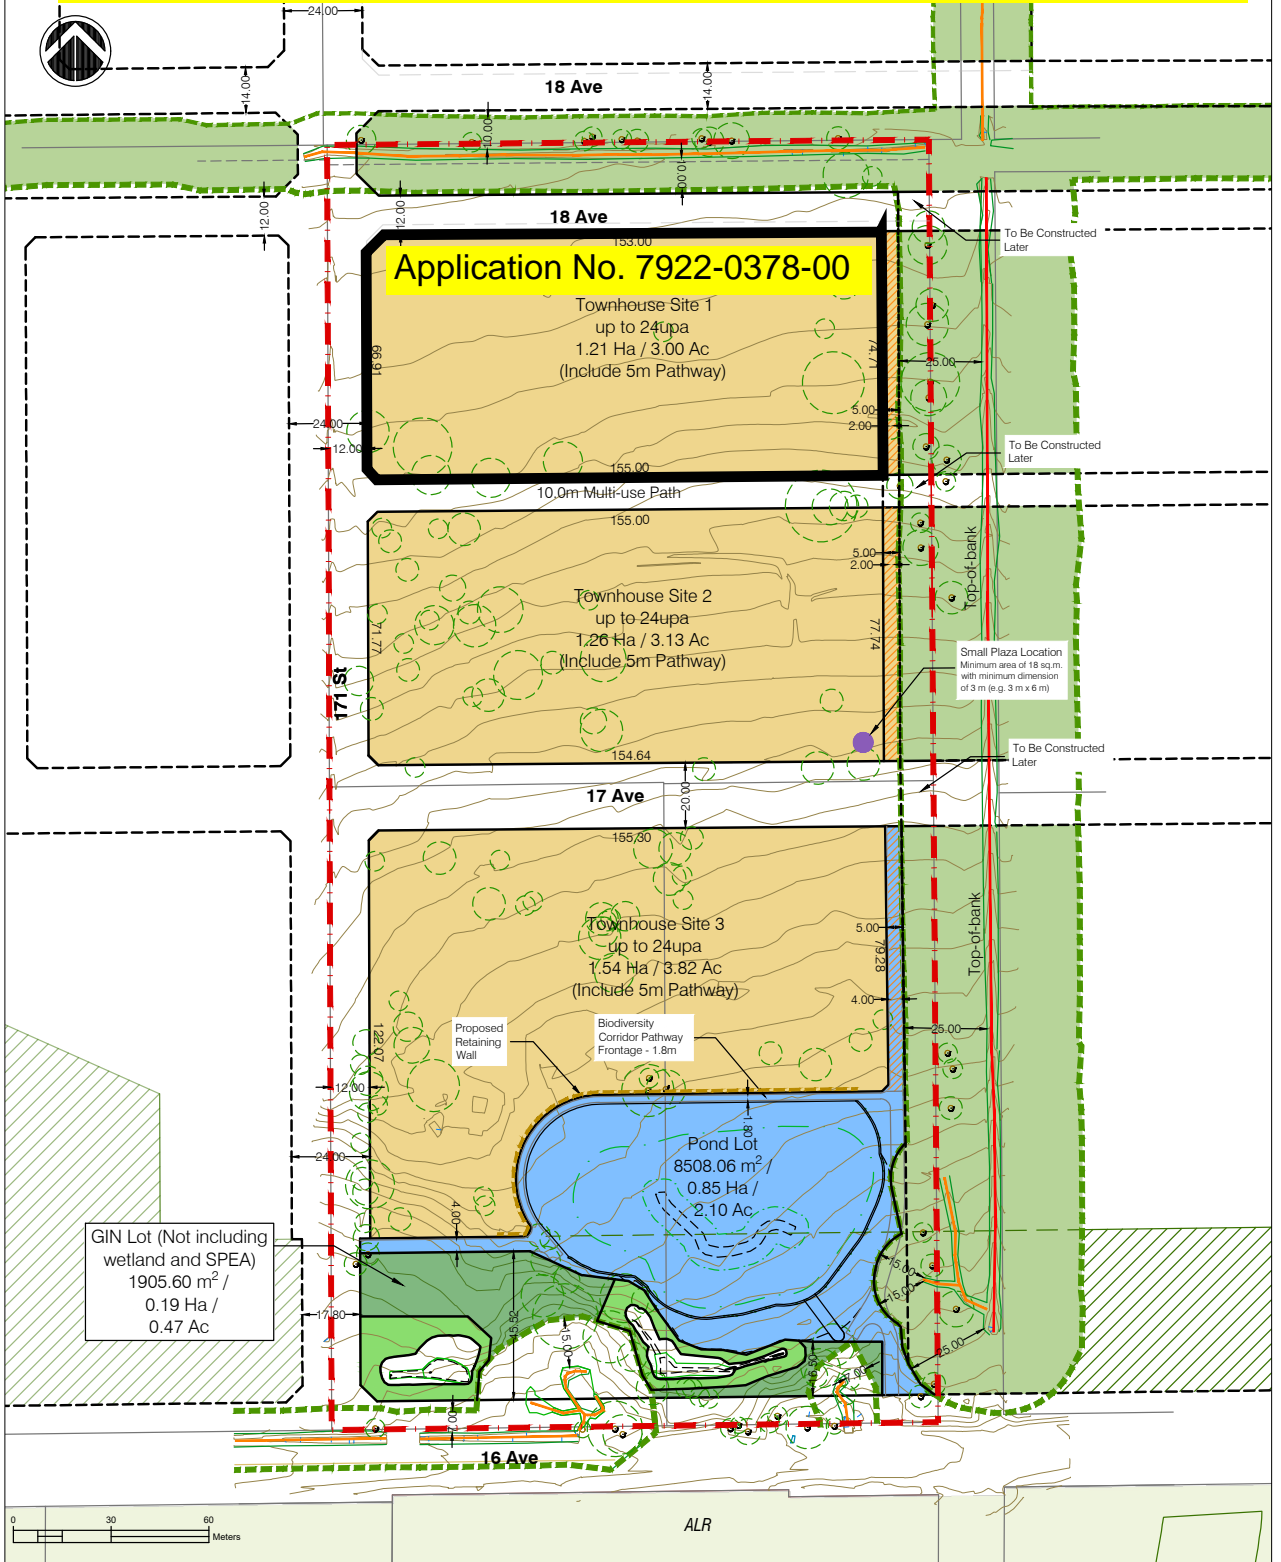 24.00
14.00
18 Ave
14.00
10.00
10.00
12.00
12.00
18 Ave
153.00
To Be Constructed
Later
Application No. 7922-0378-00
Townhouse Site 1
up to 24upa
1.21 Ha / 3.00 Ac
(Include 5m Pathway)
66.91
74.71
25.00
5.00
2.00
24.00
12.00
To Be Constructed
Later
155.00
10.0m Multi-use Path
155.00
5.00
2.00
Top-of-bank
Townhouse Site 2
up to 24upa
1.26 Ha / 3.13 Ac
(Include 5m Pathway)
71.77
77.74
Small Plaza Location
Minimum area of 18 sq.m.
with minimum dimension
of 3 m (e.g. 3 m x 6 m)
171 St
154.64
To Be Constructed
Later
17 Ave
20.00
155.30
Townhouse Site 3
up to 24upa
1.54 Ha / 3.82 Ac
(Include 5m Pathway)
5.00
79.28
Top-of-bank
4.00
25.00
122.07
Proposed
Retaining
Wall
Biodiversity
Corridor Pathway
Frontage - 1.8m
12.00
1.80
24.00
Pond Lot
8508.06 m²/
0.85 Ha /
2.10 Ac
4.00
GIN Lot (Not including
wetland and SPEA)
1905.60 m² /
0.19 Ha /
0.47 Ac
15.00
15.00
17.80
45.52
15.00
25.00
16.50
7.00
16 Ave
0
30
60
Meters
ALR